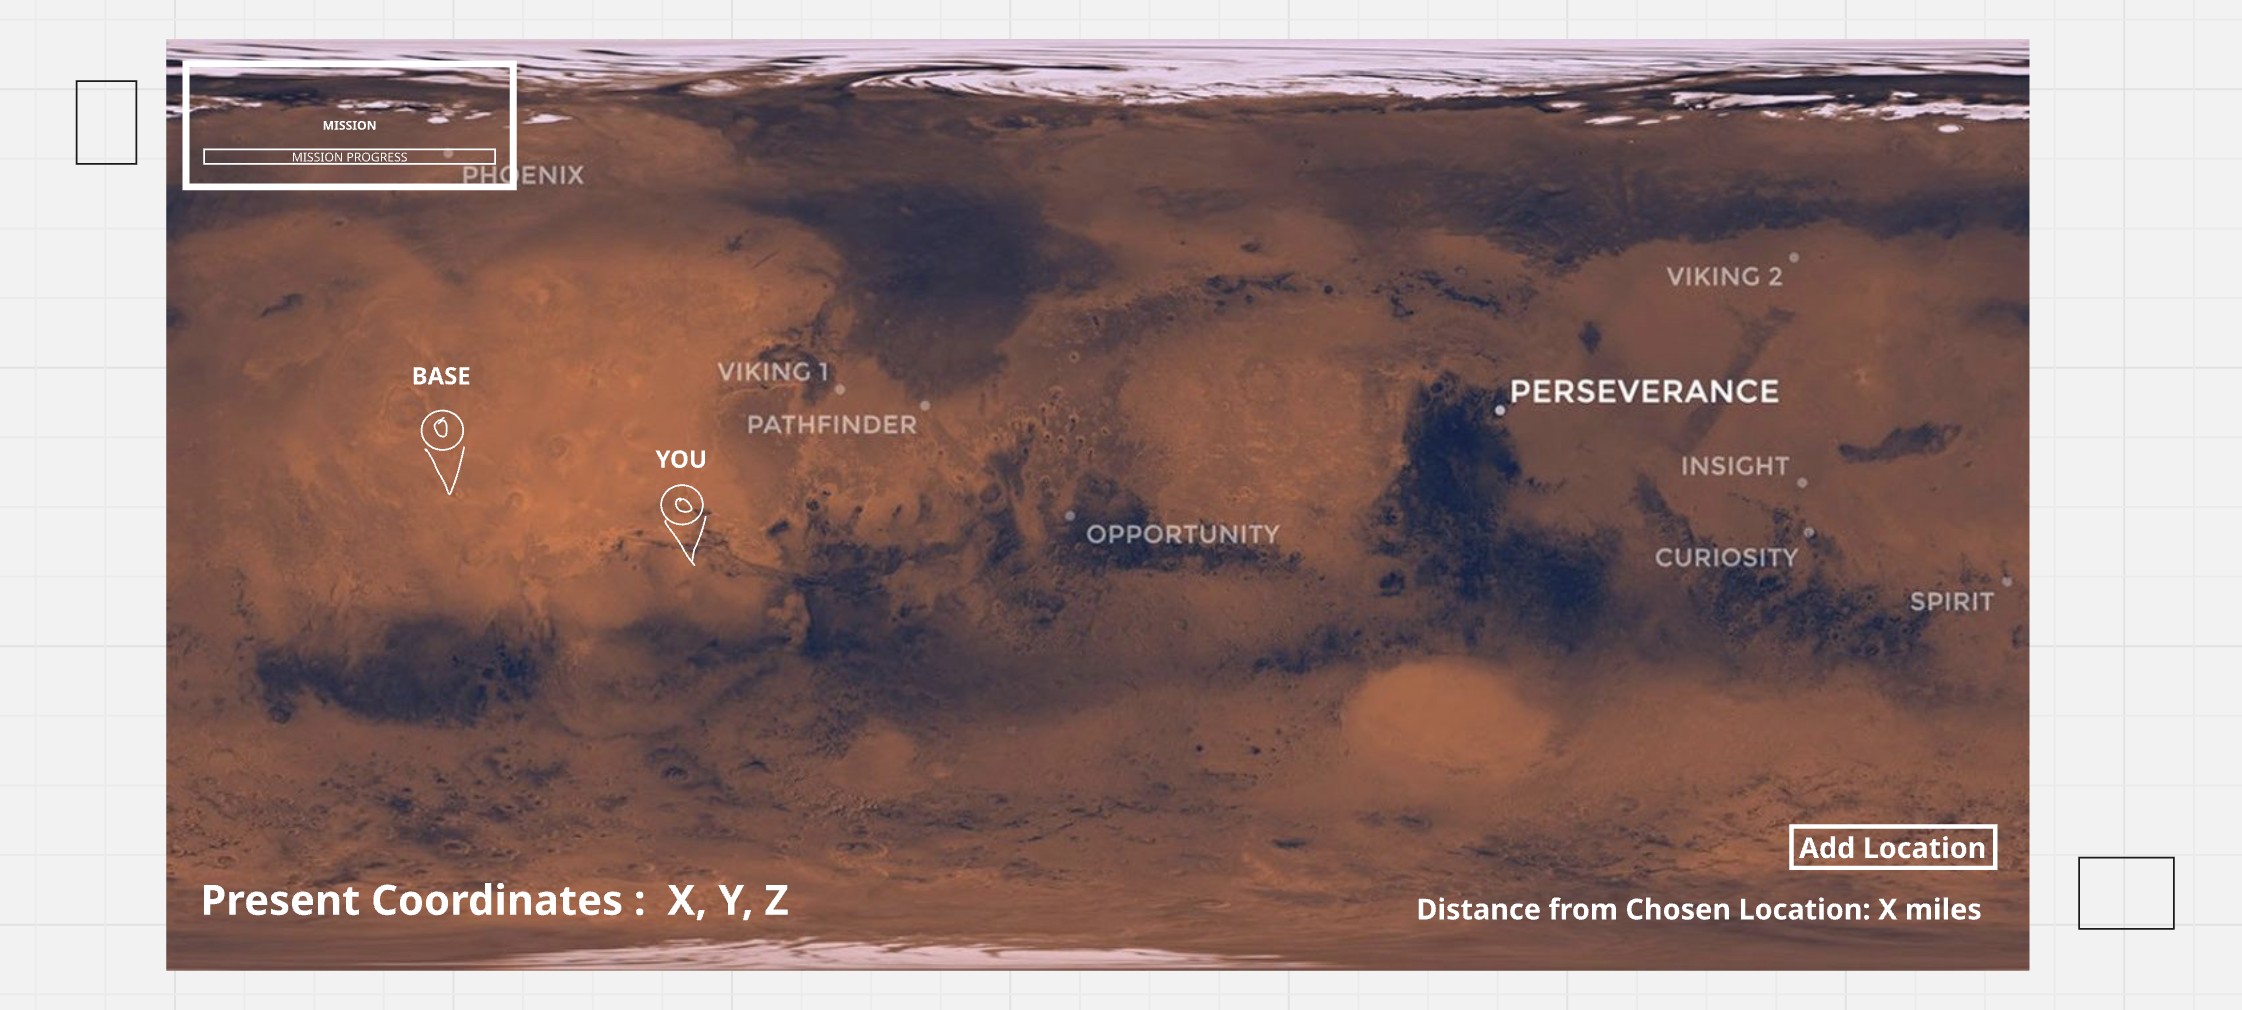 MISSION
MISSION PROGRESS
PHOENIX
VIKING 2
BASE
VIKING 1
PERSEVERANCE
PATHFINDER
YOU
INSIGHT
OPPORTUNITY
CURIOSITY
SPIRIT
Add Location
Present Coordinates : X, Y, Z
Distance from Chosen Location: X miles